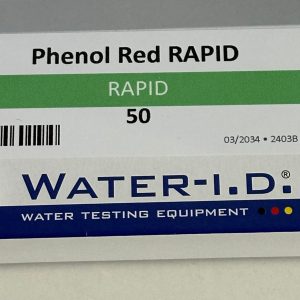 Phenol Red RAPID
RAPID
50
03/2034 • 2403B
WATER-I.D.®
WATER TESTING EQUIPMENT